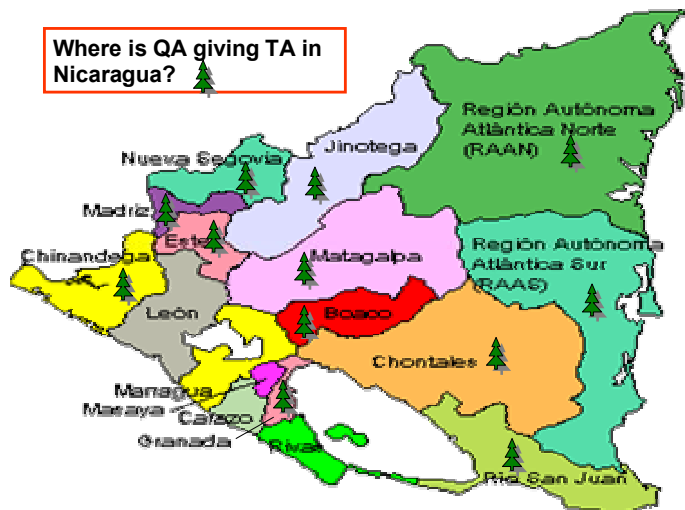 Where is QA giving TA in
Nicaragua?
Región Autónoma
Atlántica Norte
(RAAN)
Jinotega
Nueva Segovia
Madriz
Estelí
Chinandega
Matagalpa
Región Autónoma
Atlántica Sur
(RAAS)
León
Boaco
Chontales
Managua
Masaya
Carazo
Granada
Rivas
Río San Juan